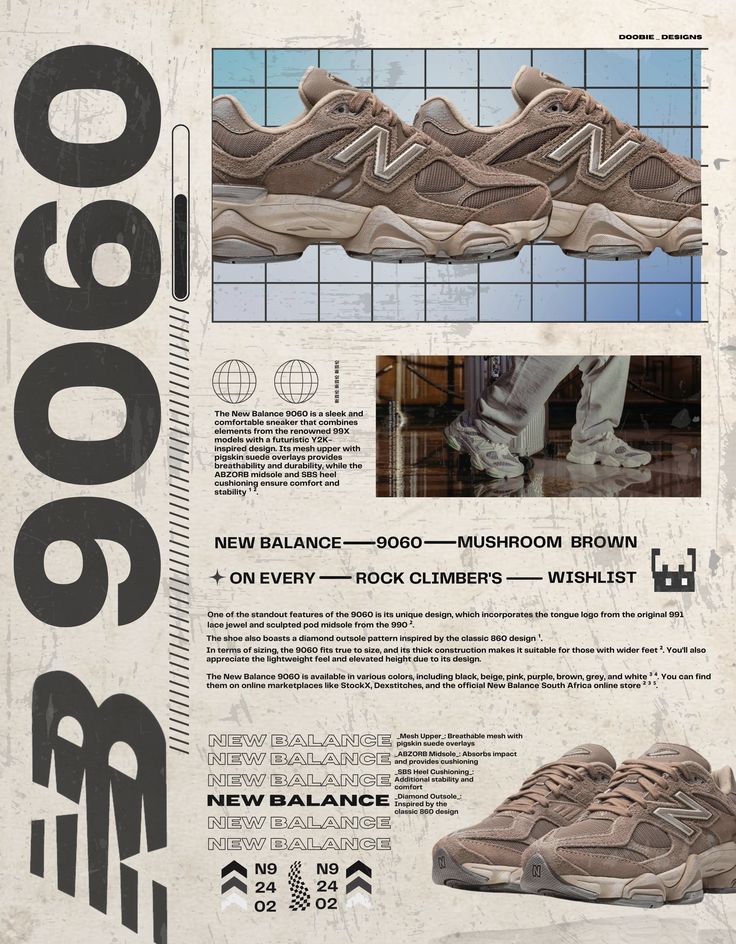 DOOBIE _ DESIGNS
NB 9060
The New Balance 9060 is a sleek and
comfortable sneaker that combines
elements from the renowned 99X
models with a futuristic Y2K-
inspired design. Its mesh upper with
pigskin suede overlays provides
breathability and durability, while the
ABZORB midsole and SBS heel
cushioning ensure comfort and
stability ¹ ².
NEW BALANCE—9060—MUSHROOM BROWN
ON EVERY — ROCK CLIMBER'S — WISHLIST
One of the standout features of the 9060 is its unique design, which incorporates the tongue logo from the original 991
lace jewel and sculpted pod midsole from the 990 ².
The shoe also boasts a diamond outsole pattern inspired by the classic 860 design ¹.
In terms of sizing, the 9060 fits true to size, and its thick construction makes it suitable for those with wider feet ². You'll also
appreciate the lightweight feel and elevated height due to its design.
The New Balance 9060 is available in various colors, including black, beige, pink, purple, brown, grey, and white ³ ⁴. You can find
them on online marketplaces like StockX, Dexstitches, and the official New Balance South Africa online store ² ³ ⁵.
NEW BALANCE
NEW BALANCE
NEW BALANCE
NEW BALANCE
NEW BALANCE
NEW BALANCE
_Mesh Upper_: Breathable mesh with
pigskin suede overlays
_ABZORB Midsole_: Absorbs impact
and provides cushioning
_SBS Heel Cushioning_:
Additional stability and
comfort
_Diamond Outsole_:
Inspired by the
classic 860 design
N9
24
02
N9
24
02
N
N
N
N
N